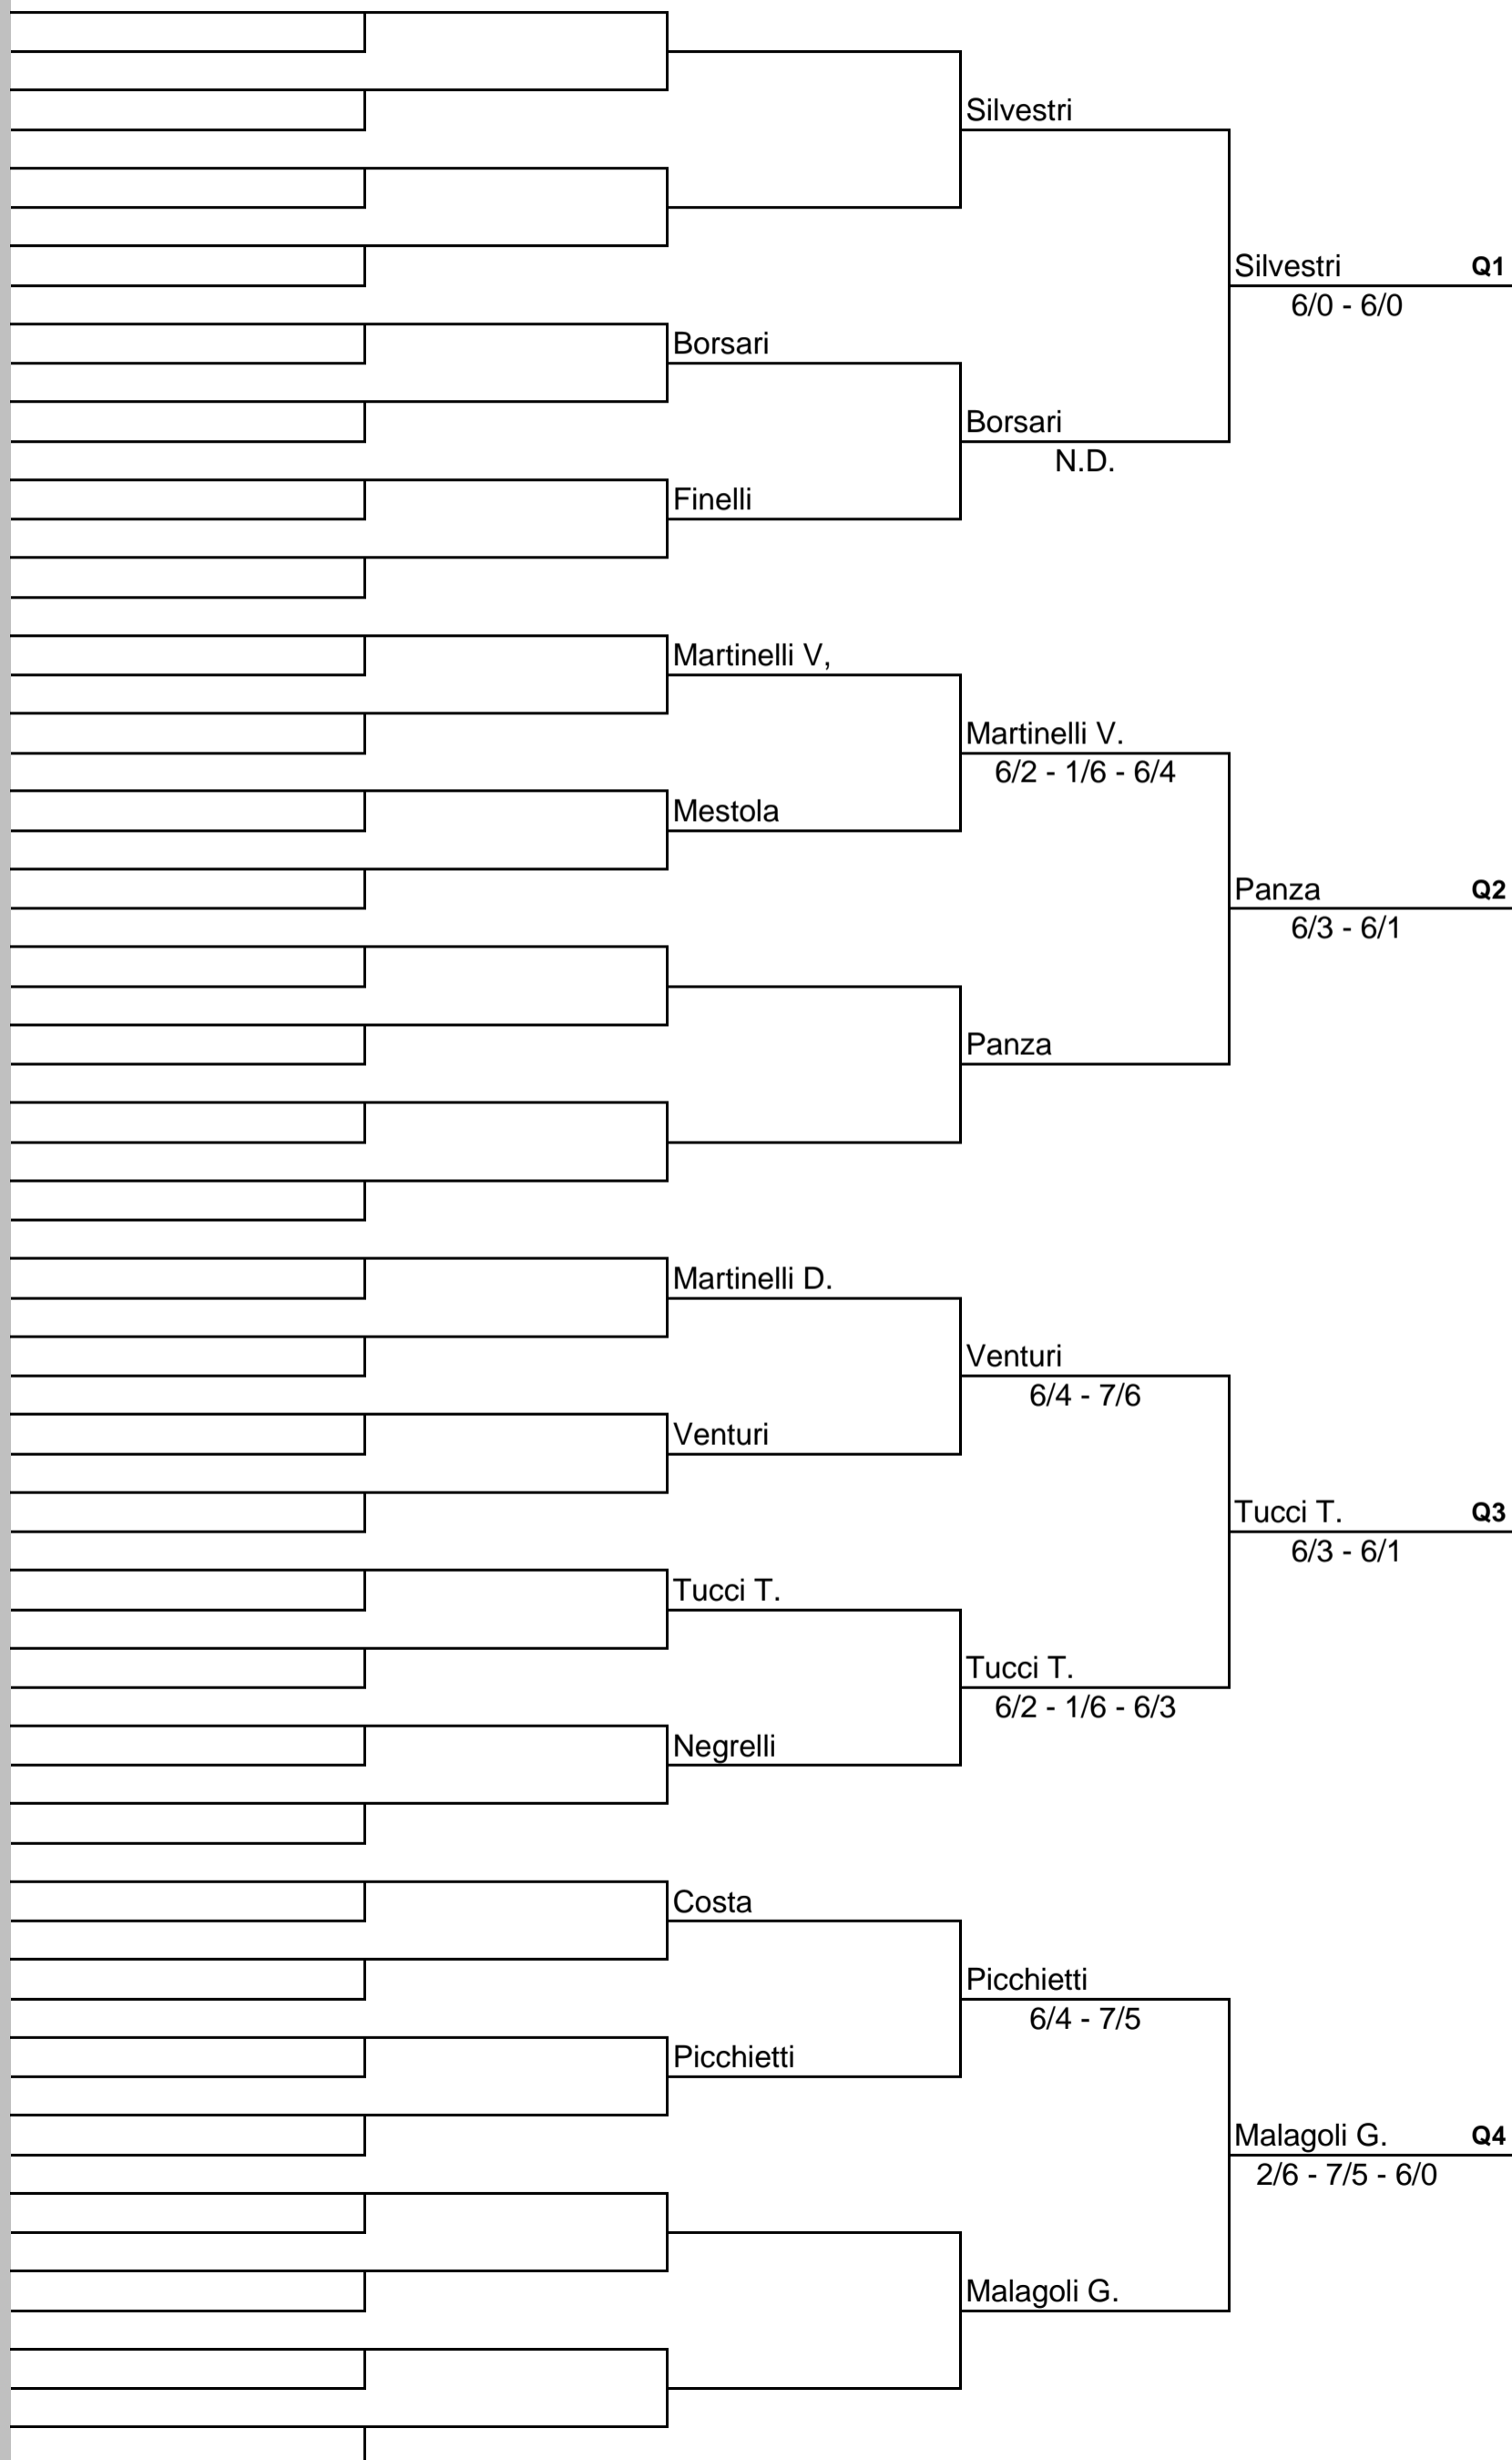 Silvestri
Silvestri Q1
6/0 - 6/0
Borsari
Borsari
N.D.
Finelli
Martinelli V,
Martinelli V.
6/2 - 1/6 - 6/4
Mestola
Panza Q2
6/3 - 6/1
Panza
Martinelli D.
Venturi
6/4 - 7/6
Venturi
Tucci T. Q3
6/3 - 6/1
Tucci T.
Tucci T.
6/2 - 1/6 - 6/3
Negrelli
Costa
Picchietti
6/4 - 7/5
Picchietti
Malagoli G. Q4
2/6 - 7/5 - 6/0
Malagoli G.